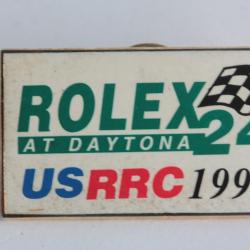 ROLEX
24
AT DAYTONA
USRRC 199